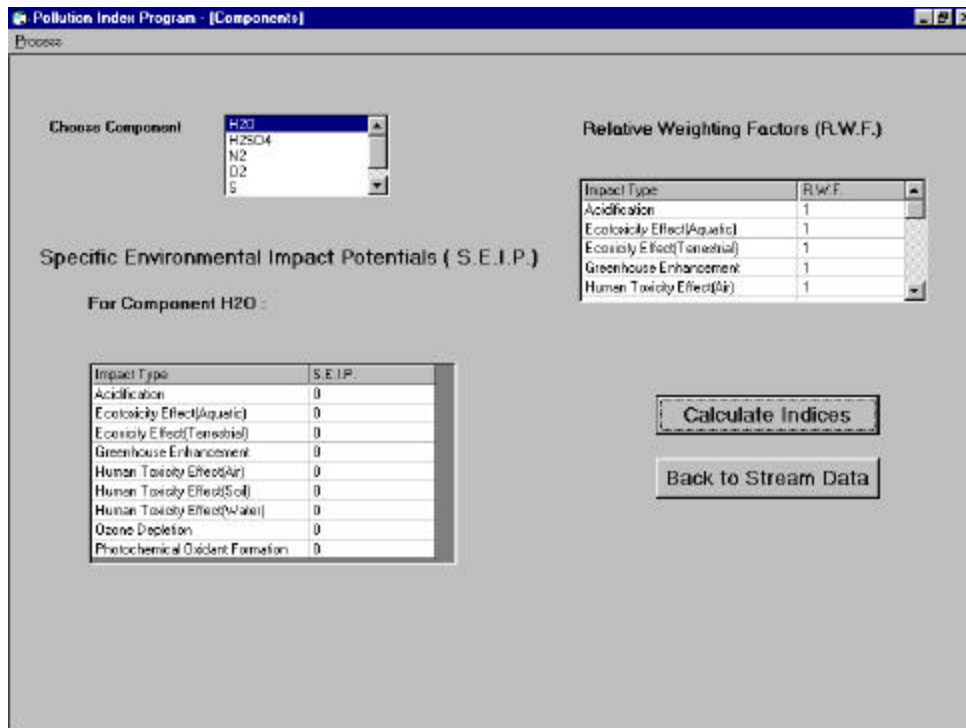 Pollution Index Program - [Components]
Process
Choose Component
H2O
H2SO4
N2
O2
S
Relative Weighting Factors (R.W.F.)
Impact Type R.W.F.
Acidification 1
Ecotoxicity Effect(Aquatic) 1
Ecoxicity Effect(Terrestrial) 1
Greenhouse Enhancement 1
Human Toxicity Effect(Air) 1
Specific Environmental Impact Potentials ( S.E.I.P.)
For Component H2O :
Impact Type S.E.I.P.
Acidification 0
Ecotoxicity Effect(Aquatic) 0
Ecoxicity Effect(Terrestrial) 0
Greenhouse Enhancement 0
Human Toxicity Effect(Air) 0
Human Toxicity Effect(Soil) 0
Human Toxicity Effect(Water) 0
Ozone Depletion 0
Photochemical Oxidant Formation 0
Calculate Indices
Back to Stream Data